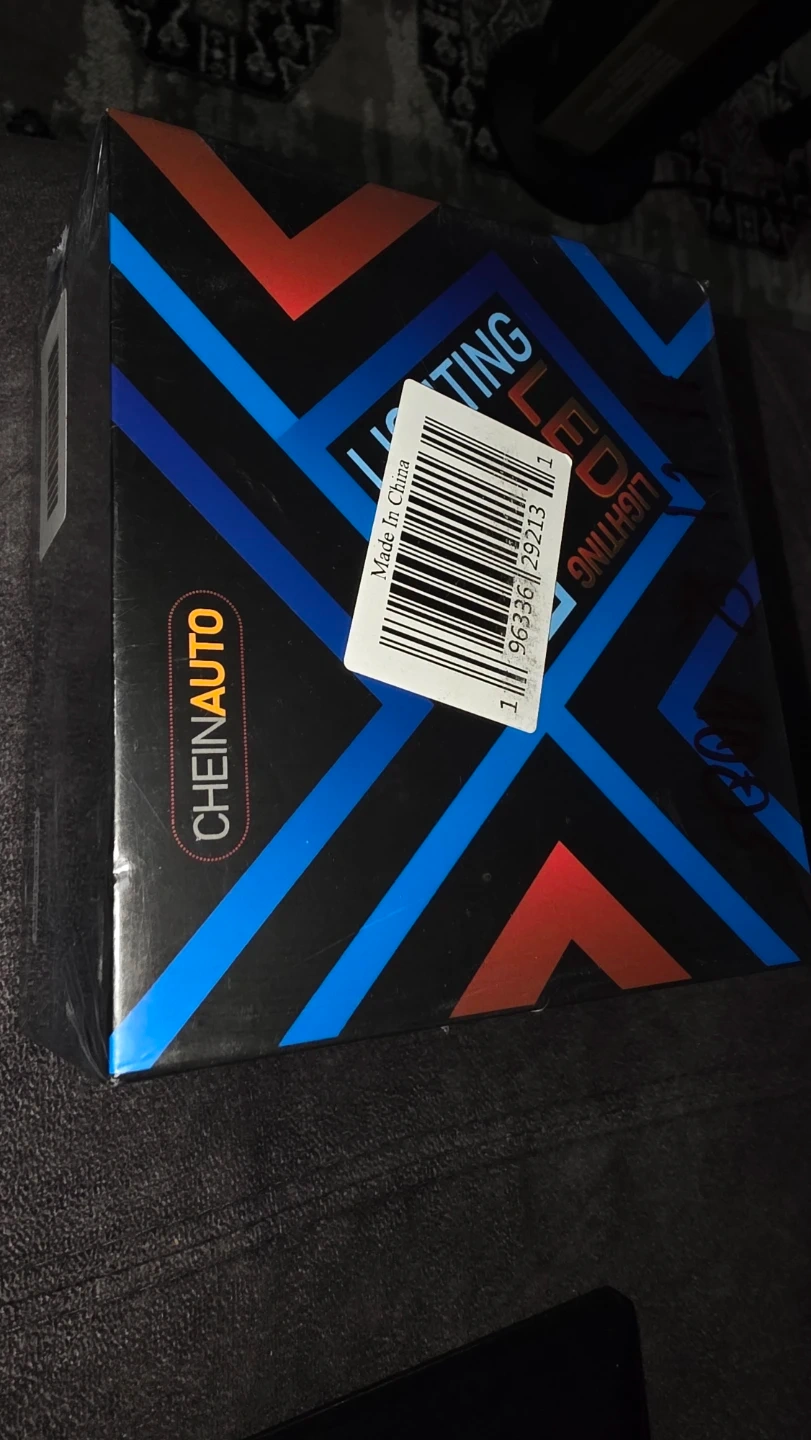 CHEINAUTO
LIGHTING
LED
LIGHTING
Made In China
1 96336 29213 1